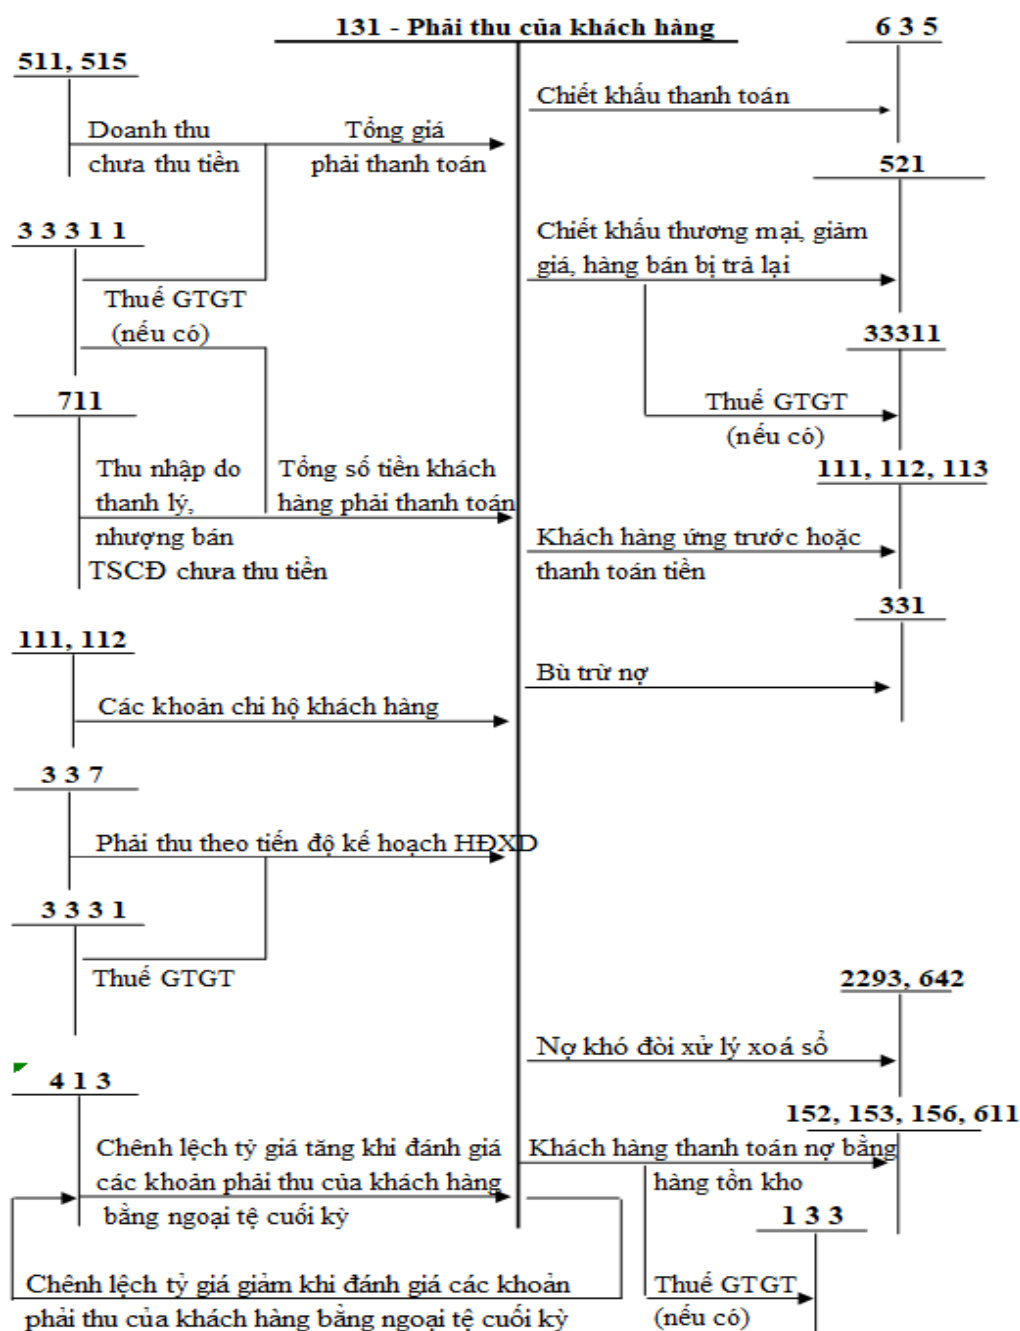 131 - Phải thu của khách hàng
6 3 5
511, 515
Chiết khấu thanh toán
Doanh thu
chưa thu tiền
Tổng giá
phải thanh toán
521
3 3 3 1 1
Chiết khấu thương mại, giảm
giá, hàng bán bị trả lại
Thuế GTGT
(nếu có)
33311
711
Thuế GTGT
(nếu có)
Thu nhập do
thanh lý,
nhượng bán
TSCĐ chưa thu tiền
Tổng số tiền khách
hàng phải thanh toán
111, 112, 113
Khách hàng ứng trước hoặc
thanh toán tiền
331
111, 112
Bù trừ nợ
Các khoản chi hộ khách hàng
3 3 7
Phải thu theo tiến độ kế hoạch HĐXD
3 3 3 1
Thuế GTGT
2293, 642
Nợ khó đòi xử lý xoá sổ
4 1 3
152, 153, 156, 611
Chênh lệch tỷ giá tăng khi đánh giá
các khoản phải thu của khách hàng
bằng ngoại tệ cuối kỳ
Khách hàng thanh toán nợ bằng
hàng tồn kho
1 3 3
Chênh lệch tỷ giá giảm khi đánh giá các khoản
phải thu của khách hàng bằng ngoại tệ cuối kỳ
Thuế GTGT
(nếu có)